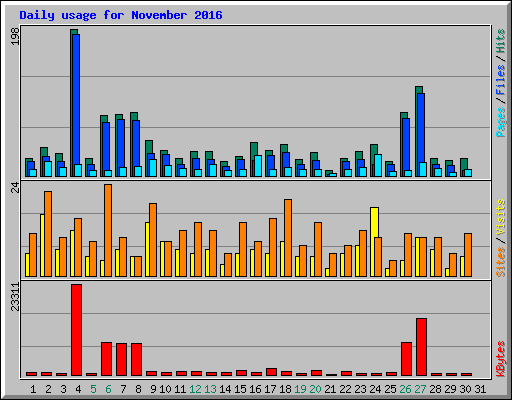 Daily usage for November 2016
198
Pages / Files / Hits
24
Sites / Visits
23311
KBytes
1 2 3 4 5 6 7 8 9 10 11 12 13 14 15 16 17 18 19 20 21 22 23 24 25 26 27 28 29 30 31